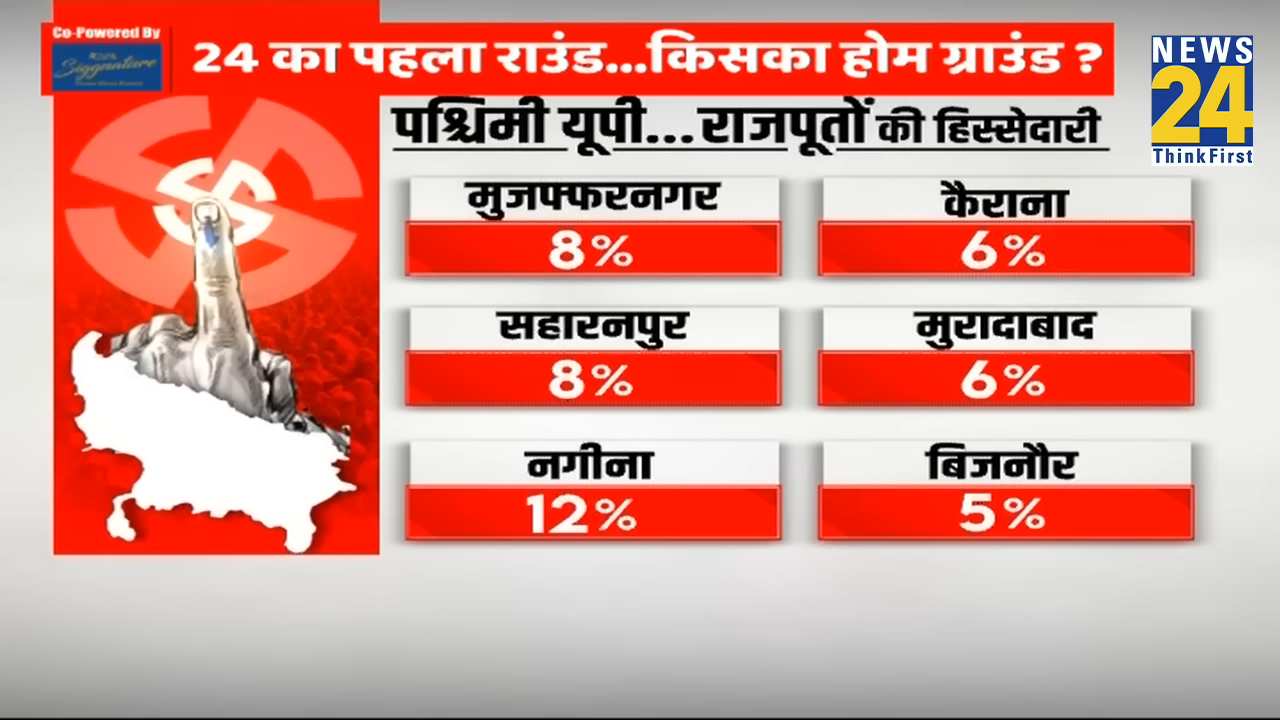 Co-Powered By
Siggnature
24 का पहला राउंड...किसका होम ग्राउंड ?
NEWS
24
ThinkFirst
पश्चिमी यूपी...राजपूतों की हिस्सेदारी
मुजफ्फरनगर
8%
कैराना
6%
सहारनपुर
8%
मुरादाबाद
6%
नगीना
12%
बिजनौर
5%